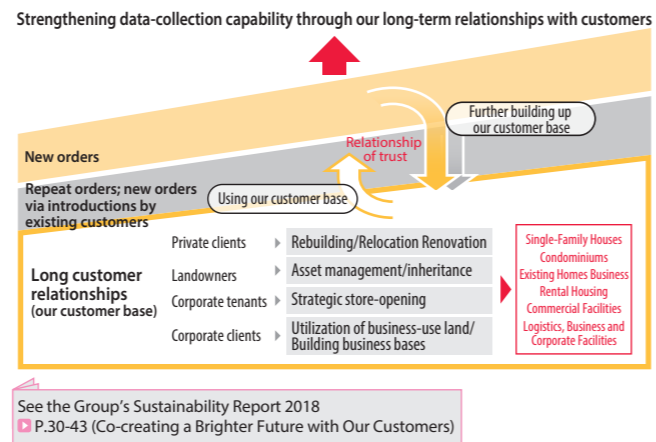 Strengthening data-collection capability through our long-term relationships with customers
Further building up
our customer base
Relationship
of trust
New orders
Repeat orders; new orders
via introductions by
existing customers
Using our customer base
Long customer
relationships
(our customer base)
Private clients
Rebuilding/Relocation Renovation
Landowners
Asset management/inheritance
Corporate tenants
Strategic store-opening
Corporate clients
Utilization of business-use land/
Building business bases
Single-Family Houses
Condominiums
Existing Homes Business
Rental Housing
Commercial Facilities
Logistics, Business and
Corporate Facilities
See the Group's Sustainability Report 2018
P.30-43 (Co-creating a Brighter Future with Our Customers)